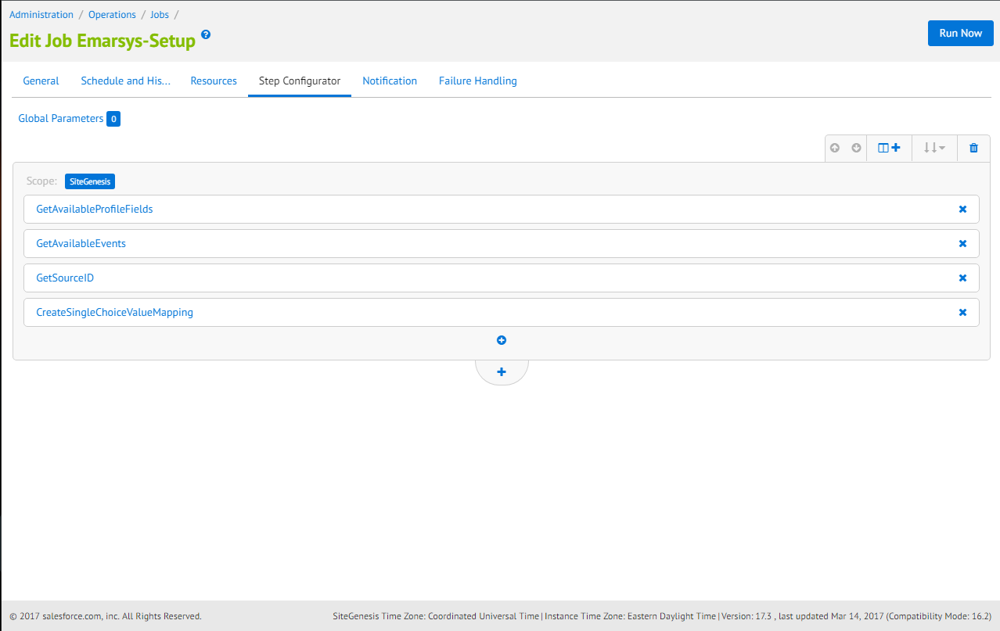 Administration / Operations / Jobs /
Edit Job Emarsys-Setup ?
Run Now
General Schedule and His... Resources Step Configurator Notification Failure Handling
Global Parameters 0
Scope: SiteGenesis
GetAvailableProfileFields
GetAvailableEvents
GetSourceID
CreateSingleChoiceValueMapping
© 2017 salesforce.com, inc. All Rights Reserved. SiteGenesis Time Zone: Coordinated Universal Time | Instance Time Zone: Eastern Daylight Time | Version: 17.3 , last updated Mar 14, 2017 (Compatibility Mode: 16.2)